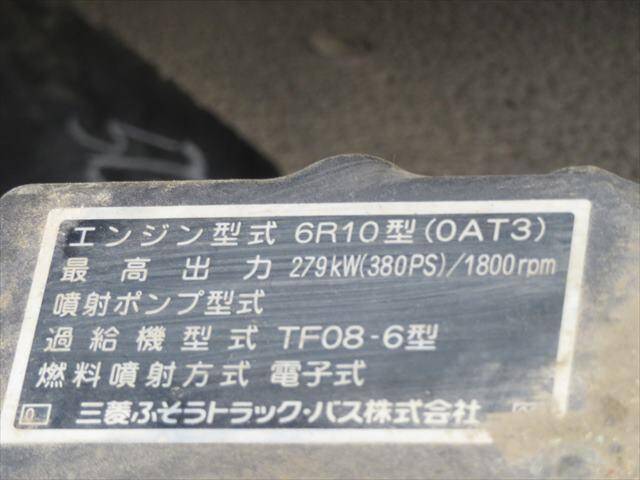 エンジン型式 6R10型(0AT3)
最高出力 279kW(380PS)/1800rpm
噴射ポンプ型式
過給機型式 TF08-6型
燃料噴射方式 電子式
0 三菱ふそうトラック・バス株式会社